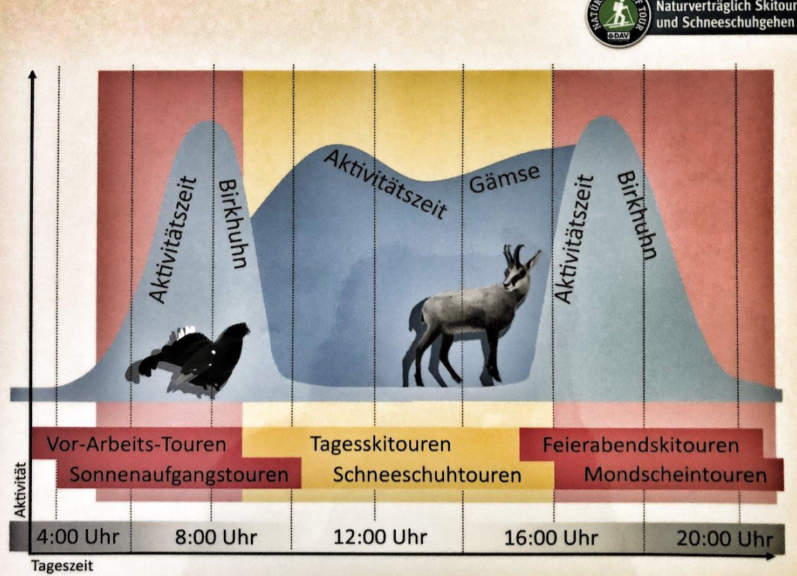 Naturverträglich Skitour
und Schneeschuhgehen
DAV
Aktivitätszeit
Birkhuhn
Aktivitätszeit
Gämse
Aktivitätszeit
Birkhuhn
Vor-Arbeits-Touren
Tagesskitouren
Feierabendskitouren
Sonnenaufgangstouren
Schneeschuhtouren
Mondscheintouren
Aktivität
4:00 Uhr
8:00 Uhr
12:00 Uhr
16:00 Uhr
20:00 Uhr
Tageszeit